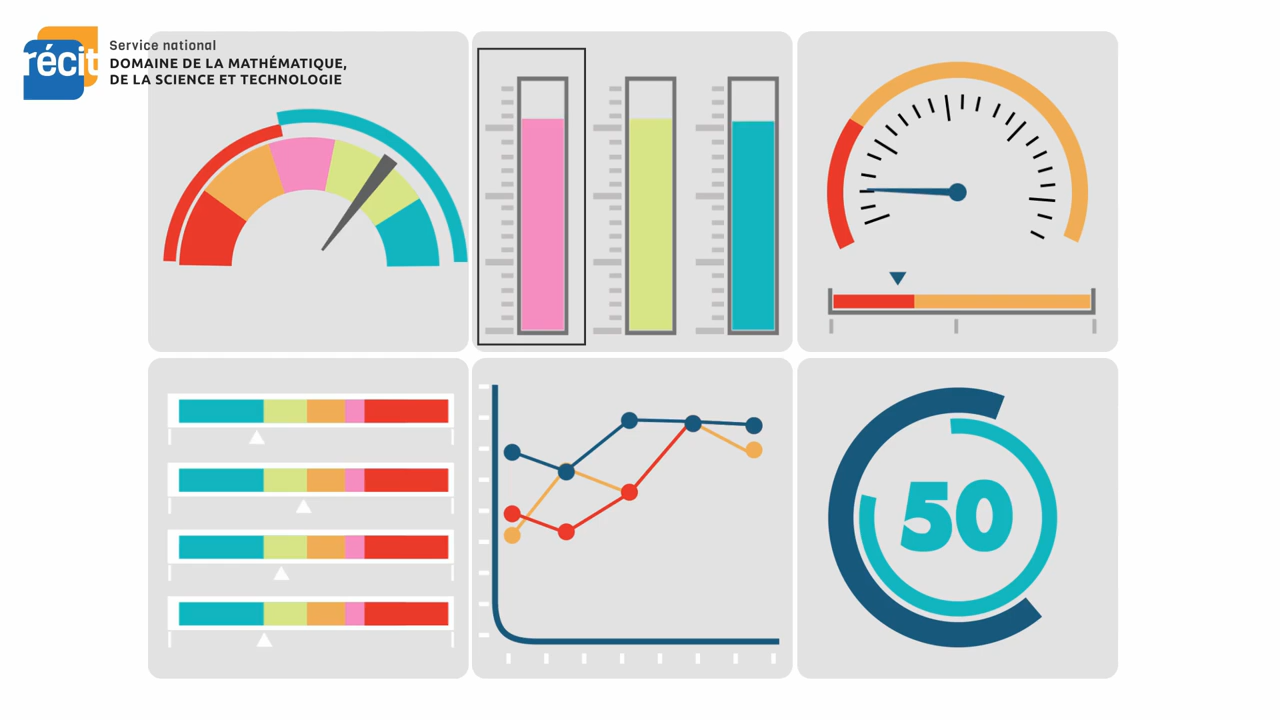 récit
Service national
DOMAINE DE LA MATHÉMATIQUE,
DE LA SCIENCE ET TECHNOLOGIE
50